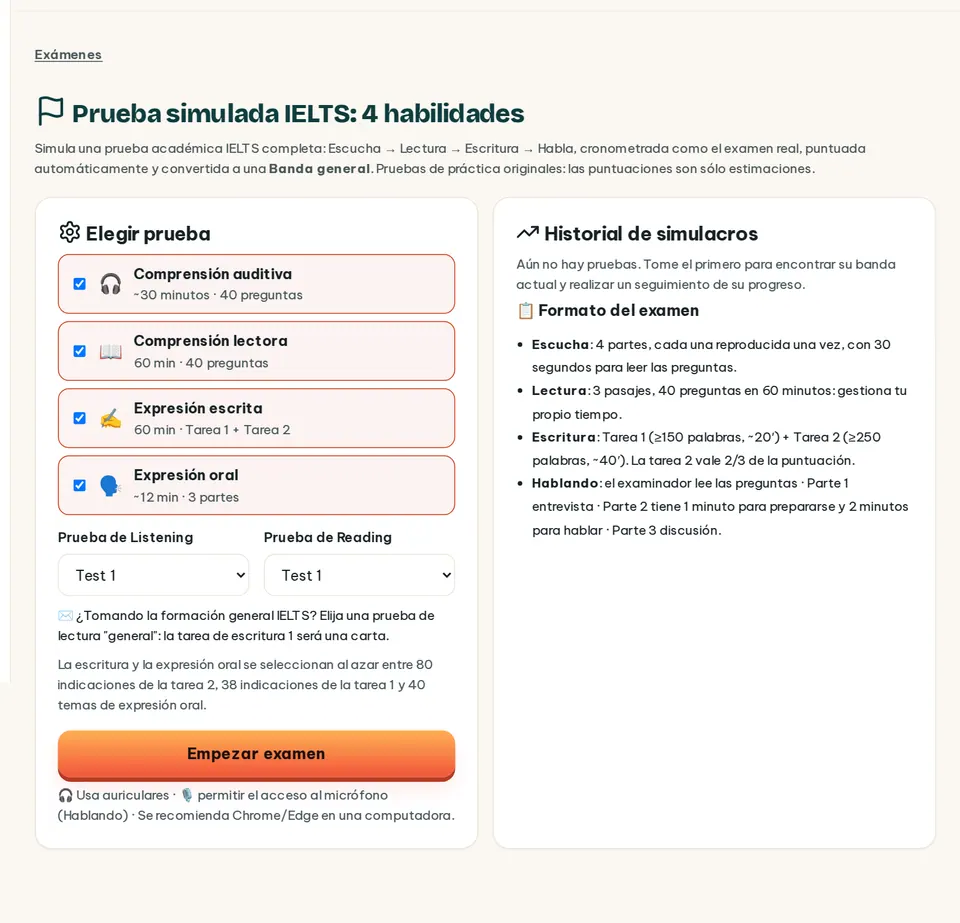 Exámenes
Prueba simulada IELTS: 4 habilidades
Simula una prueba académica IELTS completa: Escucha → Lectura → Escritura → Habla, cronometrada como el examen real, puntuada
automáticamente y convertida a una Banda general. Pruebas de práctica originales: las puntuaciones son sólo estimaciones.
Elegir prueba
Comprensión auditiva
~30 minutos · 40 preguntas
Comprensión lectora
60 min · 40 preguntas
Expresión escrita
60 min · Tarea 1 + Tarea 2
Expresión oral
~12 min · 3 partes
Prueba de Listening
Prueba de Reading
Test 1
Test 1
✉️ ¿Tomando la formación general IELTS? Elija una prueba de
lectura "general": la tarea de escritura 1 será una carta.
La escritura y la expresión oral se seleccionan al azar entre 80
indicaciones de la tarea 2, 38 indicaciones de la tarea 1 y 40
temas de expresión oral.
Empezar examen
🎧 Usa auriculares · 🎙️ permitir el acceso al micrófono
(Hablando) · Se recomienda Chrome/Edge en una computadora.
Historial de simulacros
Aún no hay pruebas. Tome el primero para encontrar su banda
actual y realizar un seguimiento de su progreso.
📋 Formato del examen
• Escucha: 4 partes, cada una reproducida una vez, con 30
segundos para leer las preguntas.
• Lectura: 3 pasajes, 40 preguntas en 60 minutos: gestiona tu
propio tiempo.
• Escritura: Tarea 1 (≥150 palabras, ~20′) + Tarea 2 (≥250
palabras, ~40′). La tarea 2 vale 2/3 de la puntuación.
• Hablando: el examinador lee las preguntas · Parte 1
entrevista · Parte 2 tiene 1 minuto para prepararse y 2 minutos
para hablar · Parte 3 discusión.